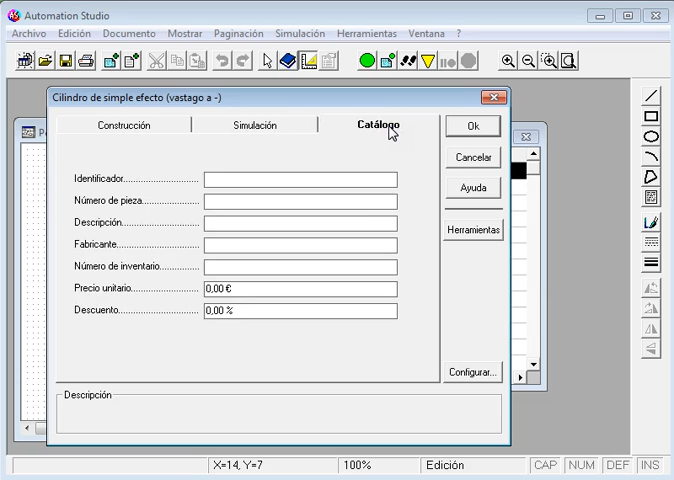 Automation Studio
Archivo Edición Documento Mostrar Paginación Simulación Herramientas Ventana ?
Cilindro de simple efecto (vastago a -)
Construcción Simulación Catálogo
Ok
Cancelar
Ayuda
Herramientas
Configurar...
Identificador
Número de pieza
Descripción
Fabricante
Número de inventario
Precio unitario 0,00 €
Descuento 0,00 %
Descripción
X=14, Y=7 100% Edición CAP NUM DEF INS